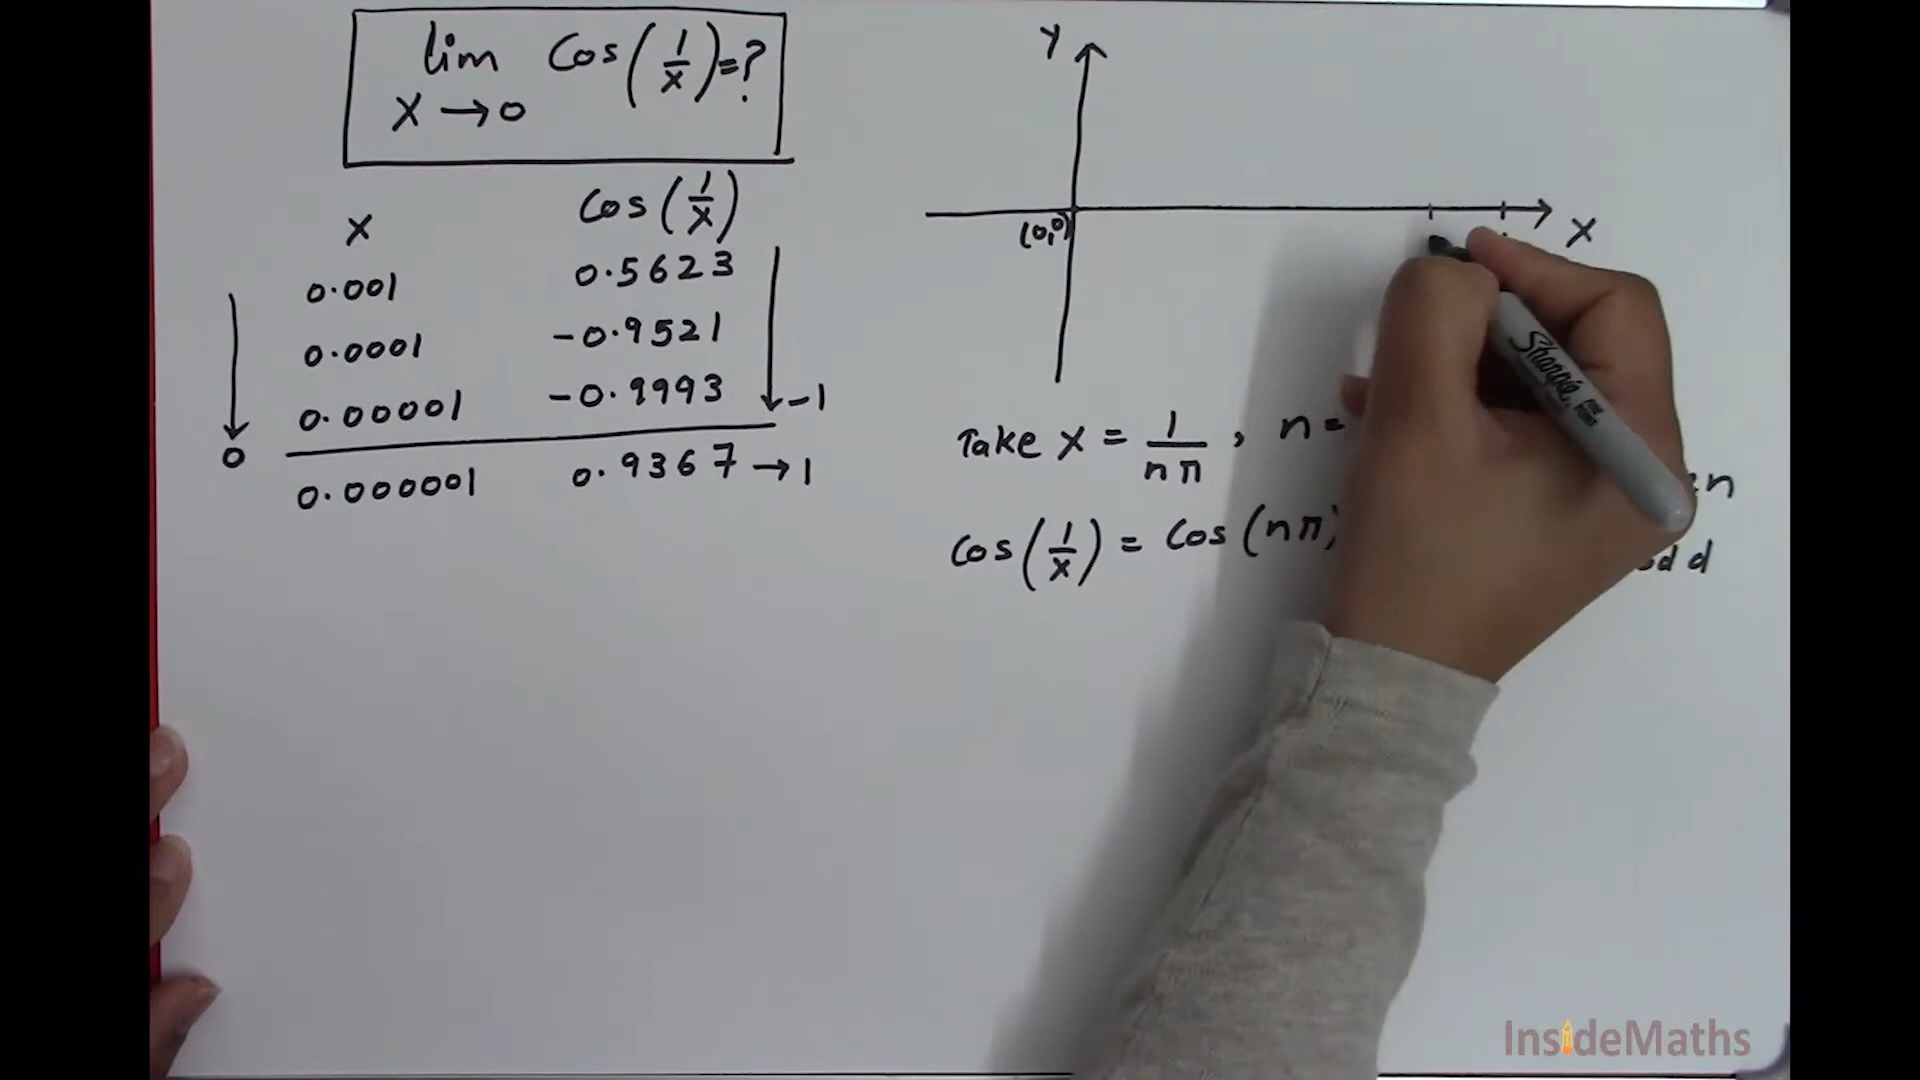 lim Cos(1/x)=?
x→0
x Cos(1/x)
0.001 0.5623
0.0001 -0.9521
0.00001 -0.9993 -1
0
0.000001 0.9367 → 1
Y
X
(0,0)
Take x = 1/nπ, n=
Cos(1/x) = Cos(nπ)
odd
Sharpie
InsideMaths